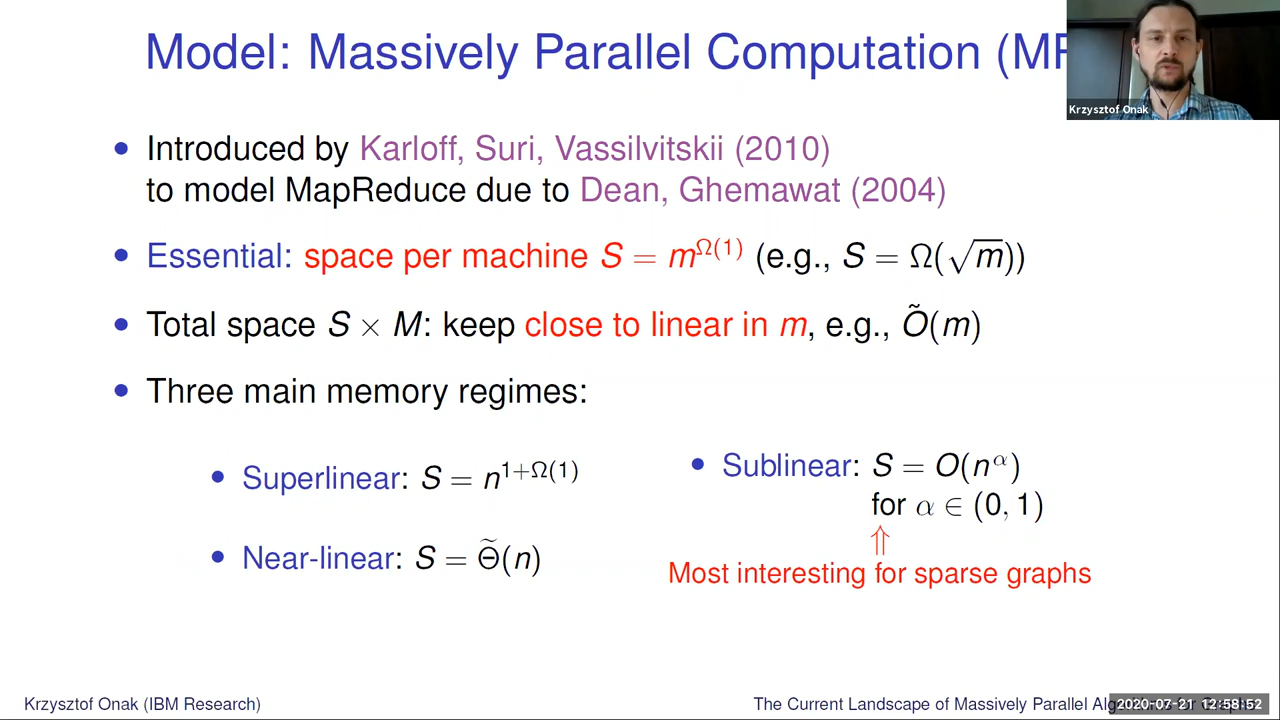 Model: Massively Parallel Computation (MP
Krzysztof Onak
• Introduced by Karloff, Suri, Vassilvitskii (2010)
to model MapReduce due to Dean, Ghemawat (2004)
• Essential: space per machine S = m^{Ω(1)} (e.g., S = Ω(√m))
• Total space S × M: keep close to linear in m, e.g., Õ(m)
• Three main memory regimes:
• Superlinear: S = n^{1+Ω(1)}
• Near-linear: S = Θ̃(n)
• Sublinear: S = O(n^α)
for α ∈ (0, 1)
⇑
Most interesting for sparse graphs
Krzysztof Onak (IBM Research)
The Current Landscape of Massively Parallel
2020-07-21 12:58:52